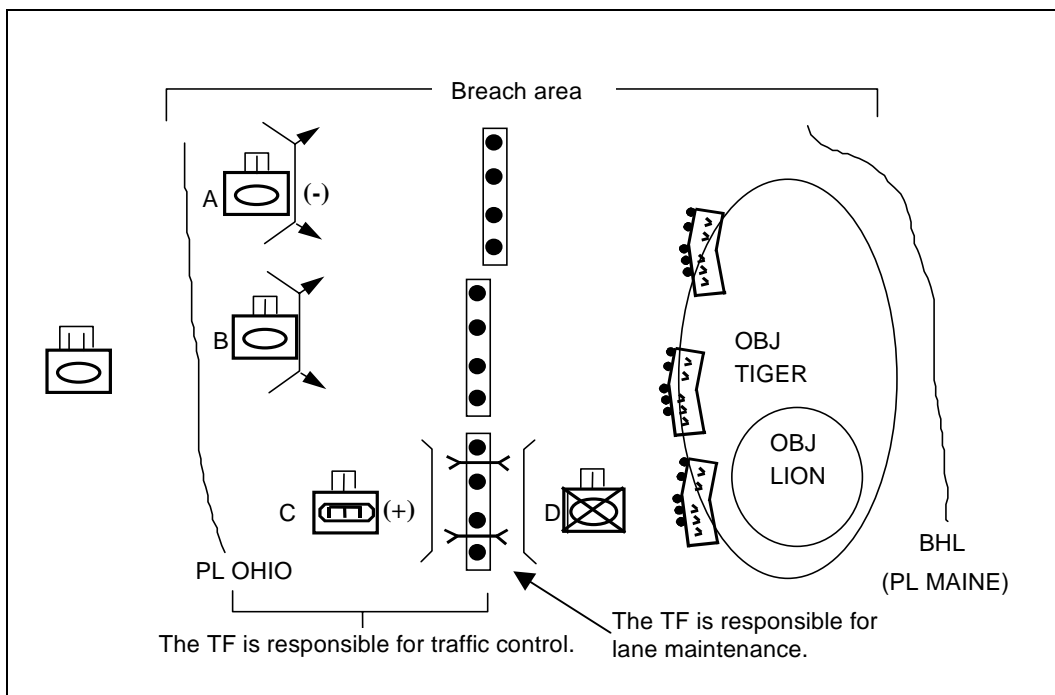 Breach area
A
(-)
B
OBJ
TIGER
OBJ
LION
C
(+)
D
PL OHIO
BHL
(PL MAINE)
The TF is responsible for traffic control.
The TF is responsible for
lane maintenance.